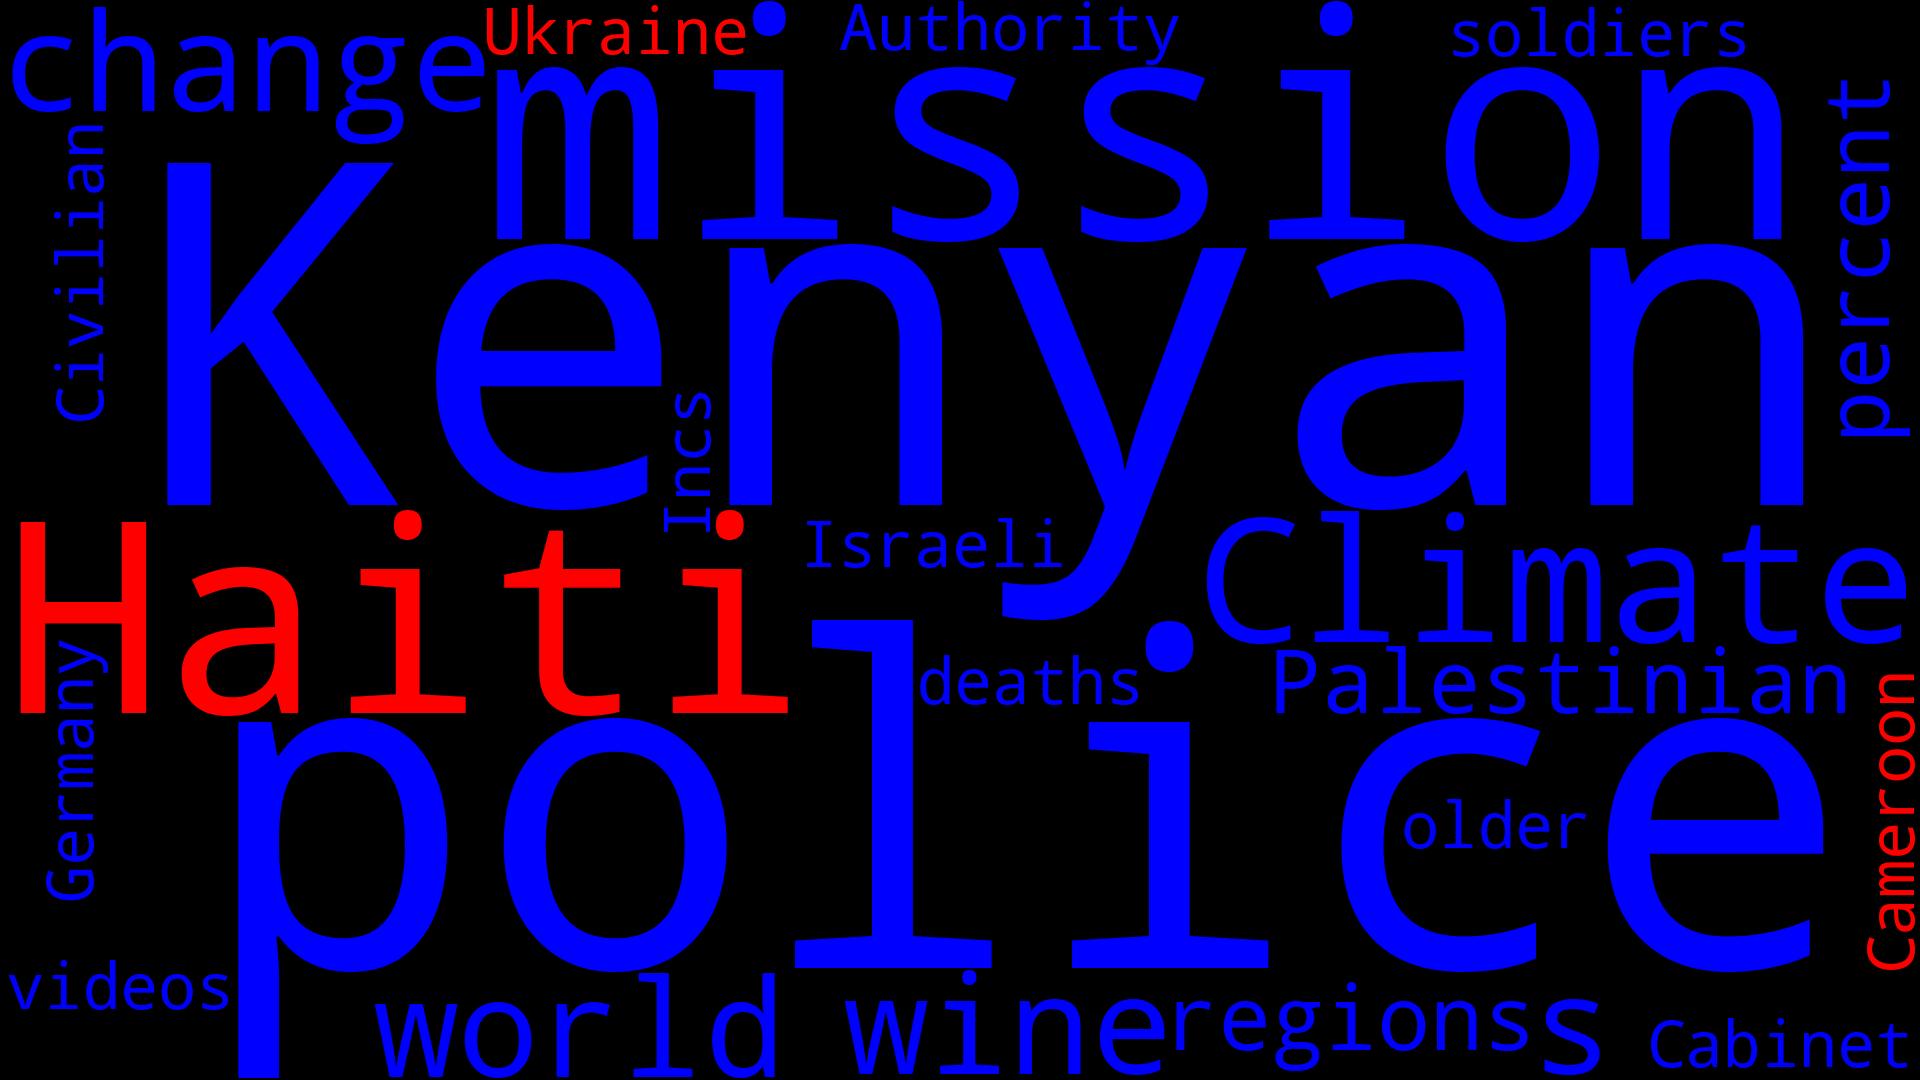 change
Ukraine
Authority
soldiers
mission
Civilian
percent
Kenyan
Incs
Haiti
Israeli
Climate
Germany
deaths
Palestinian
Cameroon
police
older
videos
world
wine
regions
s
Cabinet